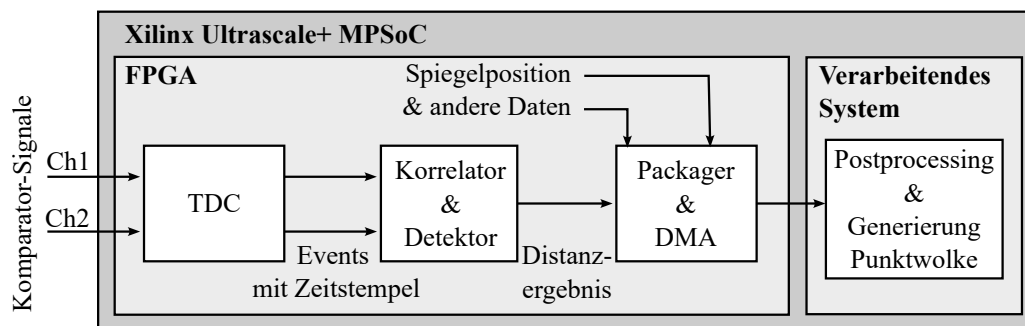 Xilinx Ultrascale+ MPSoC
FPGA
Spiegelposition
& andere Daten
Verarbeitendes
System
Komparator-Signale
Ch1
Ch2
TDC
Events
mit Zeitstempel
Korrelator
&
Detektor
Distanz-
ergebnis
Packager
&
DMA
Postprocessing
&
Generierung
Punktwolke